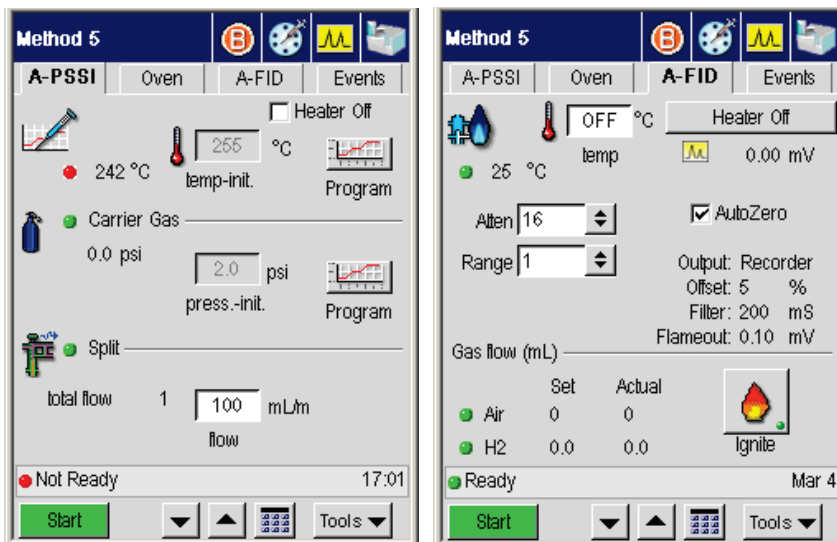 Method 5
B
A-PSSI Oven A-FID Events
Heater Off
242 °C
255 °C
temp-init.
Program
Carrier Gas
0.0 psi
2.0 psi
press.-init.
Program
Split
total flow 1 100 mL/m
flow
Not Ready 17:01
Start Tools
Method 5
B
A-PSSI Oven A-FID Events
OFF °C Heater Off
25 °C temp 0.00 mV
Atten 16 AutoZero
Range 1 Output: Recorder
Offset: 5 %
Filter: 200 mS
Flameout: 0.10 mV
Gas flow (mL)
Set Actual
Air 0 0
H2 0.0 0.0
Ignite
Ready Mar 4
Start Tools